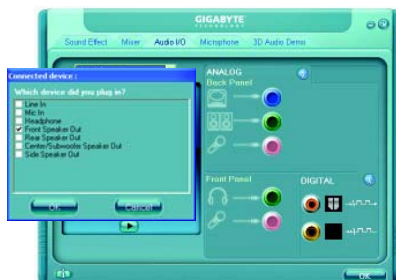 GIGABYTE
TECHNOLOGY
Sound Effect Mixer Audio I/O Microphone 3D Audio Demo
Connected device :
Which device did you plug in?
Line In
Mic In
Headphone
Front Speaker Out
Rear Speaker Out
Center/Subwoofer Speaker Out
Side Speaker Out
OK Cancel
ANALOG
Back Panel
Front Panel
DIGITAL
OK